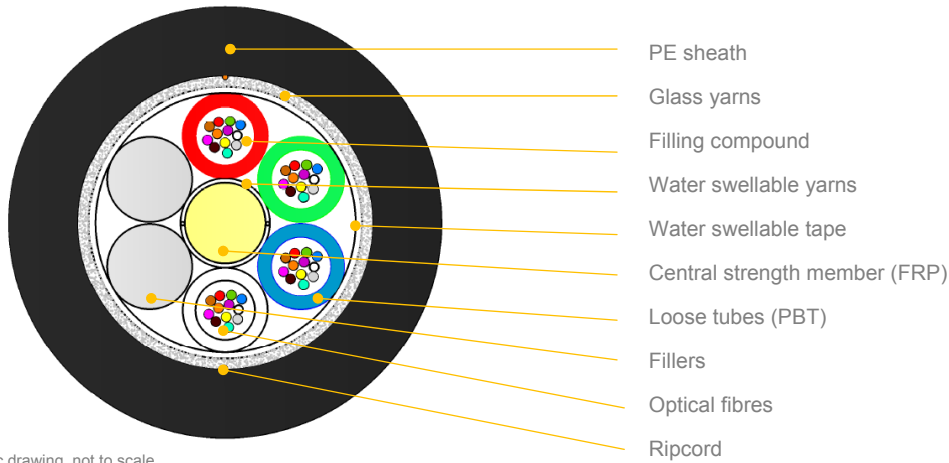 PE sheath
Glass yarns
Filling compound
Water swellable yarns
Water swellable tape
Central strength member (FRP)
Loose tubes (PBT)
Fillers
Optical fibres
Ripcord
drawing, not to scale